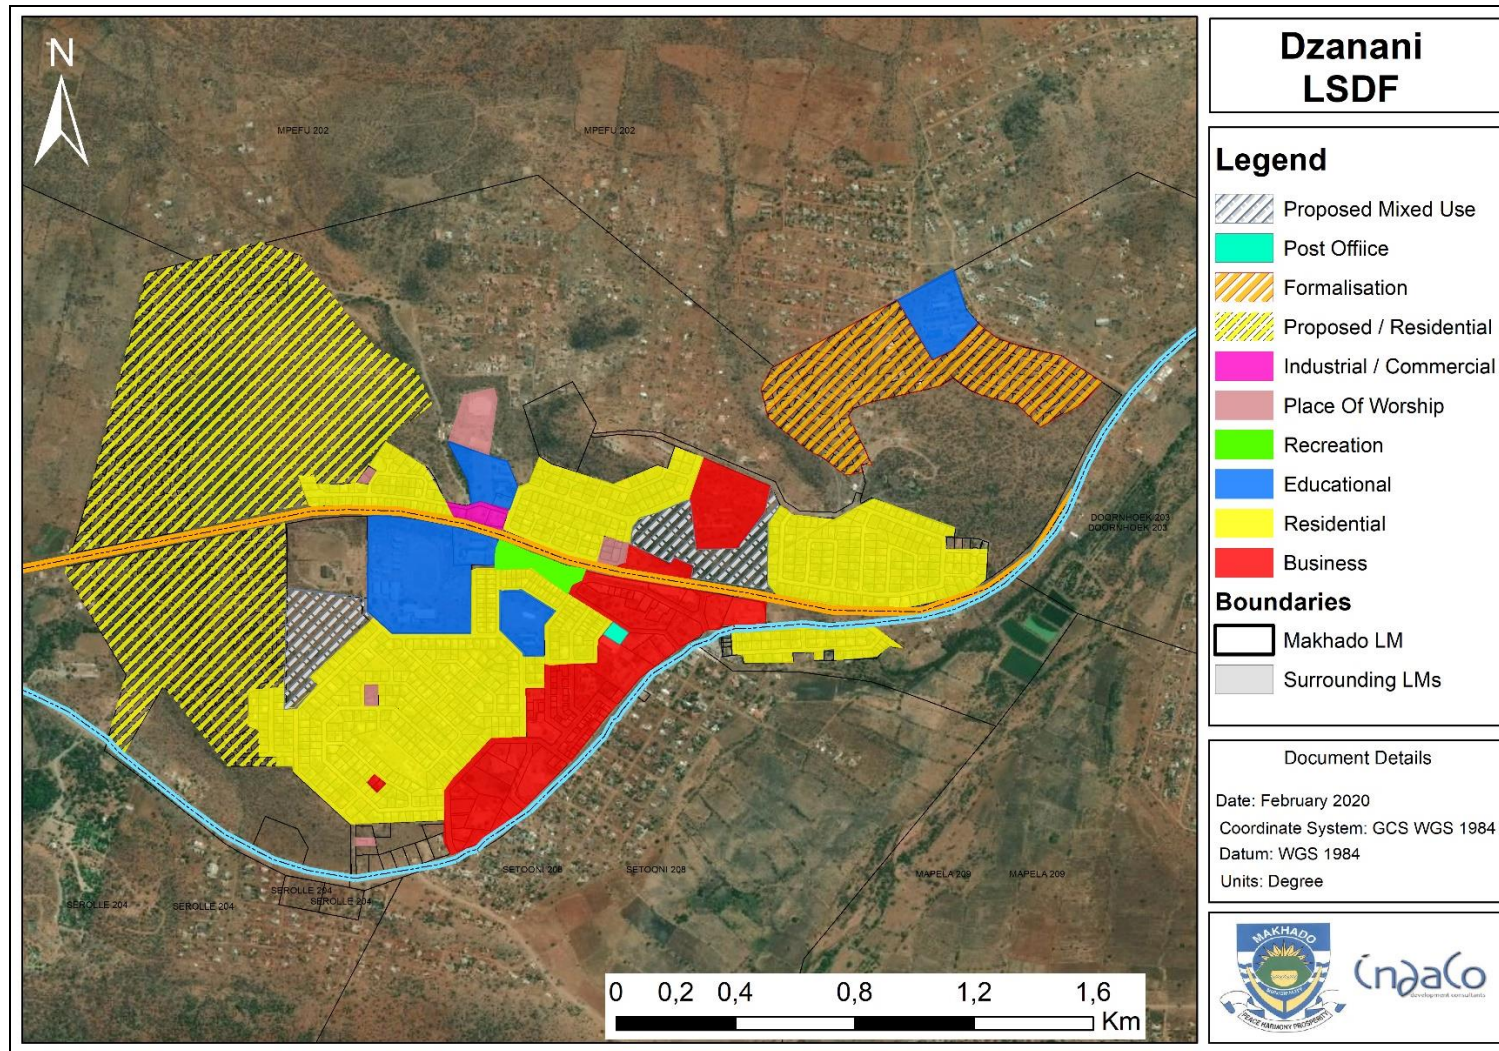 N
MPEFU 202
MPEFU 202
DOORNHOEK 203
DOORNHOEK 203
SETOONI 208
SETOONI 208
MAPELA 209
MAPELA 209
SEROLLE 204
SEROLLE 204
SEROLLE 204
SEROLLE 204
0 0,2 0,4 0,8 1,2 1,6
Km
Dzanani
LSDF
Legend
Proposed Mixed Use
Post Offiice
Formalisation
Proposed / Residential
Industrial / Commercial
Place Of Worship
Recreation
Educational
Residential
Business
Boundaries
Makhado LM
Surrounding LMs
Document Details
Date: February 2020
Coordinate System: GCS WGS 1984
Datum: WGS 1984
Units: Degree
MAKHADO
PEACE HARMONY PROSPERITY
indaCo
development consultants